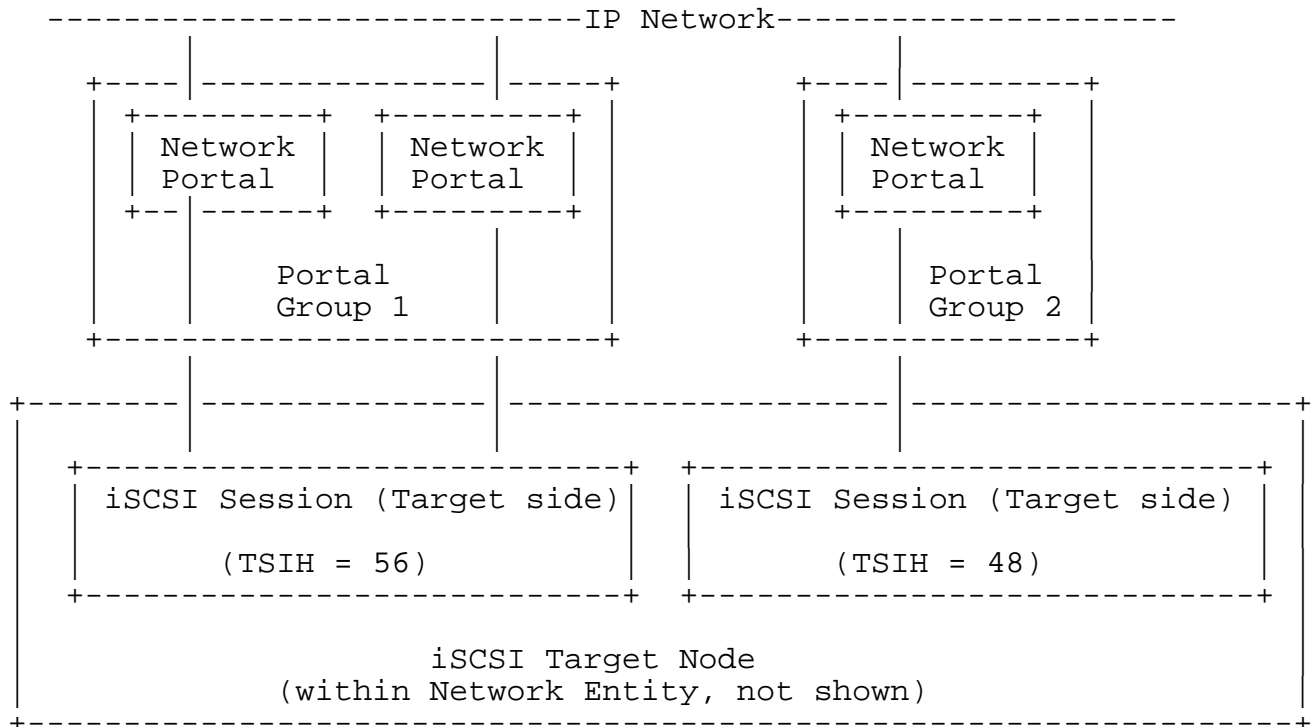 IP Network
Network Network Network
Portal Portal Portal
Portal Portal
Group 1 Group 2
iSCSI Session (Target side) iSCSI Session (Target side)
(TSIH = 56) (TSIH = 48)
iSCSI Target Node
(within Network Entity, not shown)